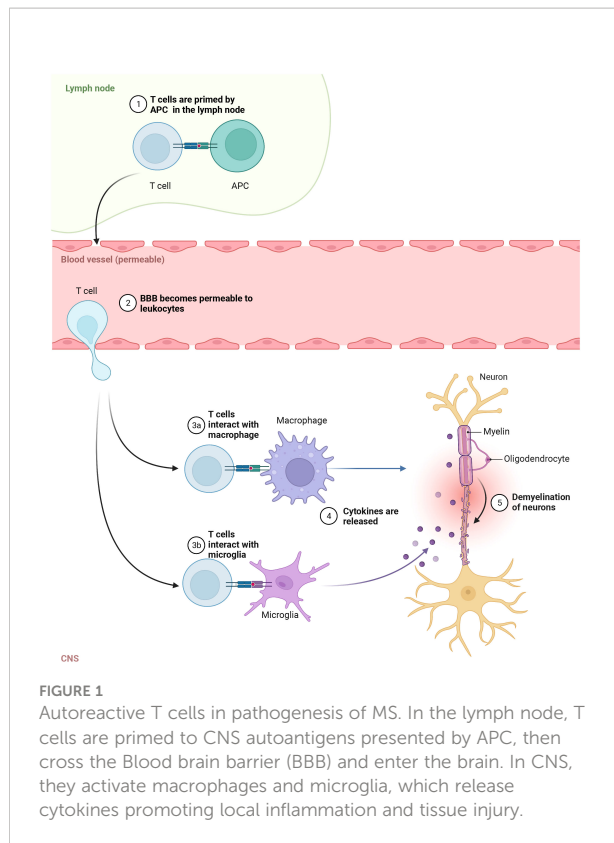 Lymph node
1
T cells are primed by
APC in the lymph node
T cell
APC
Blood vessel (permeable)
T cell
2
BBB becomes permeable to
leukocytes
Neuron
3a
T cells
interact with
macrophage
Macrophage
Myelin
Oligodendrocyte
4
Cytokines are
released
5
Demyelination
of neurons
3b
T cells
interact with
microglia
Microglia
CNS
FIGURE 1
Autoreactive T cells in pathogenesis of MS. In the lymph node, T
cells are primed to CNS autoantigens presented by APC, then
cross the Blood brain barrier (BBB) and enter the brain. In CNS,
they activate macrophages and microglia, which release
cytokines promoting local inflammation and tissue injury.